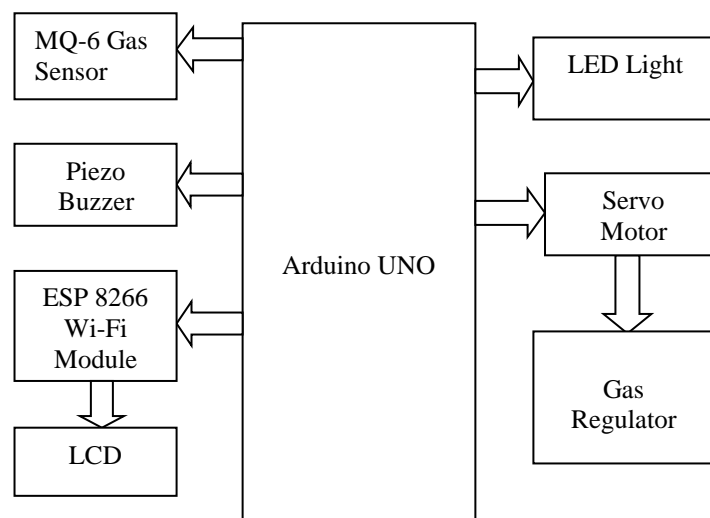 MQ-6 Gas
Sensor
Piezo
Buzzer
ESP 8266
Wi-Fi
Module
LCD
Arduino UNO
LED Light
Servo
Motor
Gas
Regulator